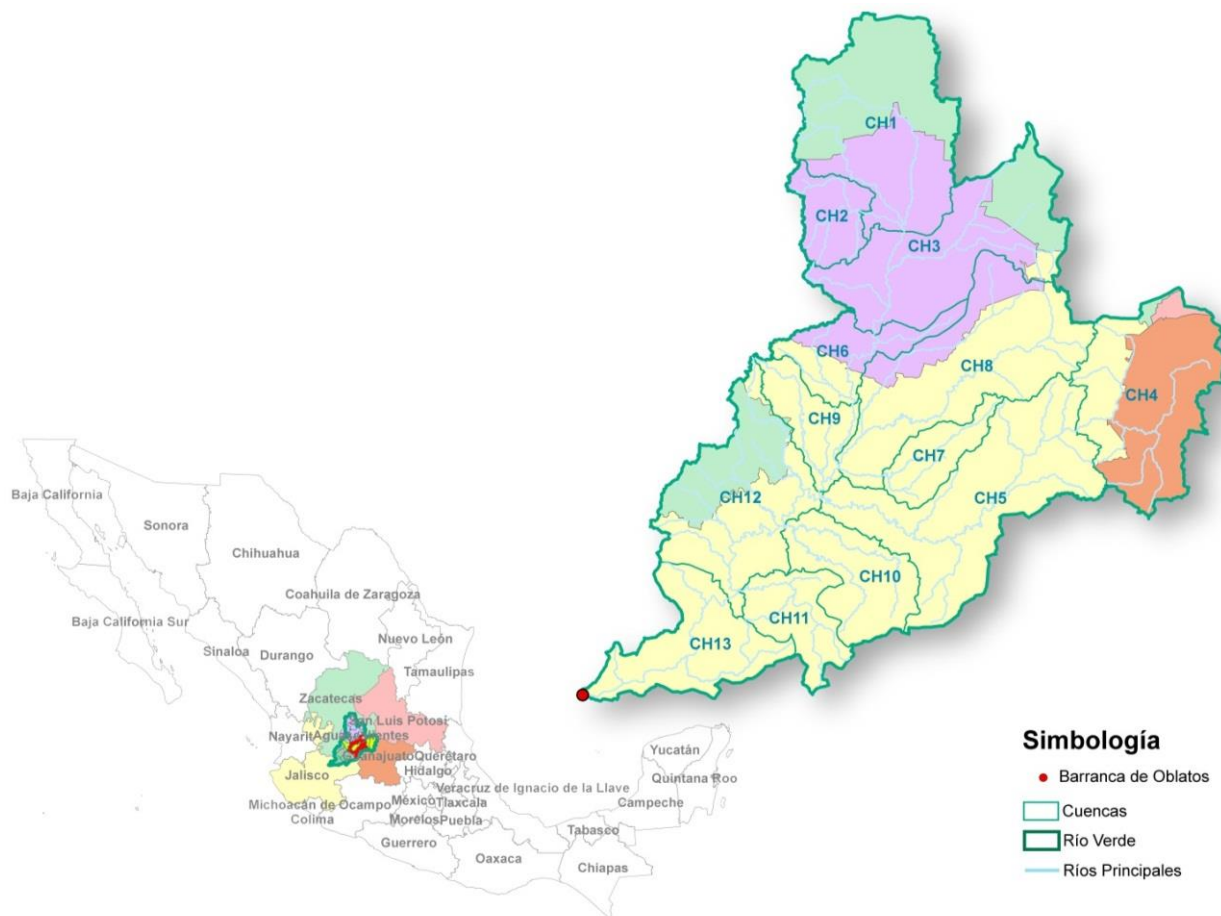 CH1
CH2
CH3
CH6
CH8
CH4
CH9
CH7
CH12
CH5
CH10
CH11
CH13
Baja California
Sonora
Chihuahua
Coahuila de Zaragoza
Baja California Sur
Nuevo León
Sinaloa
Durango
Tamaulipas
Zacatecas
San Luis Potosí
Nayarit
Aguascalientes
Guanajuato
Querétaro
Hidalgo
Jalisco
Veracruz de Ignacio de la Llave
Michoacán de Ocampo
México
Tlaxcala
Colima
Morelos
Puebla
Guerrero
Oaxaca
Tabasco
Chiapas
Campeche
Yucatán
Quintana Roo
Simbología
Barranca de Oblatos
Cuencas
Río Verde
Ríos Principales